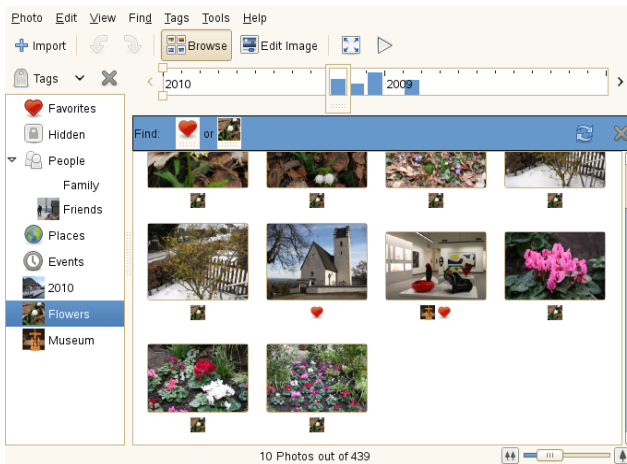 Photo Edit View Find Tags Tools Help
Import Browse Edit Image
Tags 2010 2009
Favorites
Find: or
Hidden
People
Family
Friends
Places
Events
2010
Flowers
Museum
10 Photos out of 439